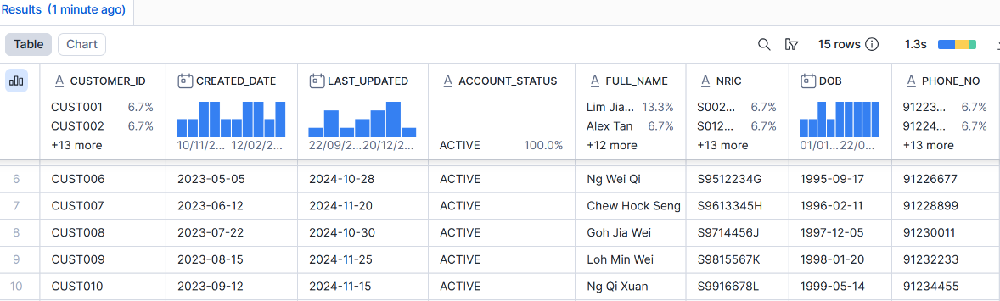 Results (1 minute ago)
Table Chart 15 rows 1.3s
CUSTOMER_ID CREATED_DATE LAST_UPDATED ACCOUNT_STATUS FULL_NAME NRIC DOB PHONE_NO
CUST001 6.7% Lim Jia... 13.3% S002... 6.7% 91223... 6.7%
CUST002 6.7% Alex Tan 6.7% S012... 6.7% 91224... 6.7%
+13 more 10/11/2... 12/02/2... 22/09/2... 20/12/2... ACTIVE 100.0% +12 more +13 more 01/01... 22/0... +13 more
6 CUST006 2023-05-05 2024-10-28 ACTIVE Ng Wei Qi S9512234G 1995-09-17 91226677
7 CUST007 2023-06-12 2024-11-20 ACTIVE Chew Hock Seng S9613345H 1996-02-11 91228899
8 CUST008 2023-07-22 2024-10-30 ACTIVE Goh Jia Wei S9714456J 1997-12-05 91230011
9 CUST009 2023-08-15 2024-11-25 ACTIVE Loh Min Wei S9815567K 1998-01-20 91232233
10 CUST010 2023-09-12 2024-11-15 ACTIVE Ng Qi Xuan S9916678L 1999-05-14 91234455